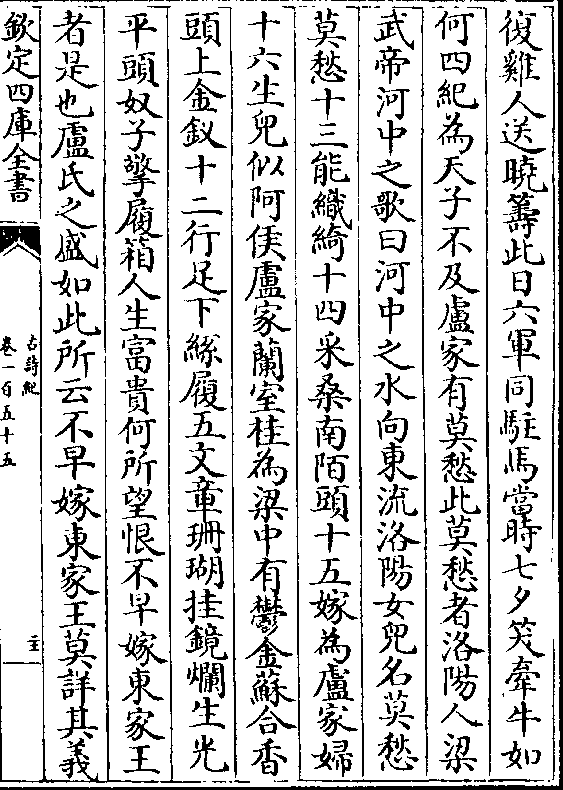 復雞人送曉籌此日六軍同駐馬當時七夕笑牽牛如
何四紀為天子不及盧家有莫愁此莫愁者洛陽人梁
武帝河中之歌曰河中之水向東流洛陽女兒名莫愁
莫愁十三能織綺十四采桑南陌頭十五嫁為盧家婦
十六生兒似阿侯盧家蘭室桂為梁中有鬱金蘇合香
頭上金釵十二行足下絲履五文章珊瑚挂鏡爛生光
平頭奴子擎履箱人生富貴何所望恨不早嫁東家王
者是也盧氏之盛如此所云不早嫁東家王莫詳其義
欽定四庫全書
古詩紀
卷一百五十五